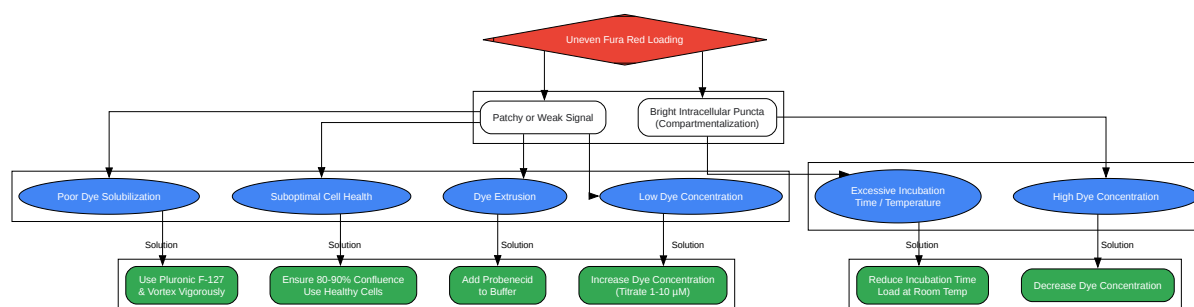 Uneven Fura Red Loading
Patchy or Weak Signal
Bright Intracellular Puncta
(Compartmentalization)
Poor Dye Solubilization
Suboptimal Cell Health
Dye Extrusion
Low Dye Concentration
Excessive Incubation
Time / Temperature
High Dye Concentration
Solution
Solution
Solution
Solution
Solution
Solution
Use Pluronic F-127
& Vortex Vigorously
Ensure 80-90% Confluence
Use Healthy Cells
Add Probenecid
to Buffer
Increase Dye Concentration
(Titrate 1-10 µM)
Reduce Incubation Time
Load at Room Temp
Decrease Dye Concentration